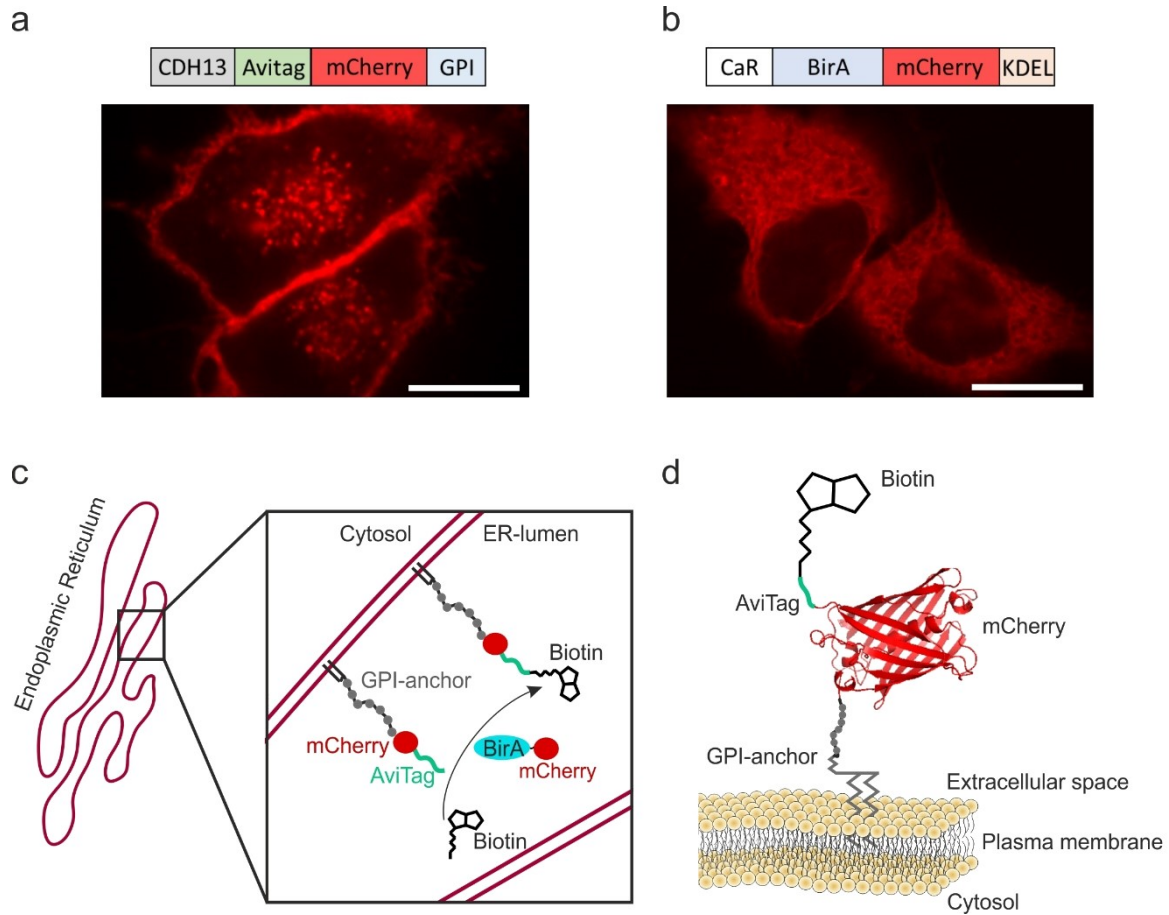 a
CDH13 Avitag mCherry GPI
b
CaR BirA mCherry KDEL
c
Endoplasmic Reticulum
Cytosol
ER-lumen
Biotin
GPI-anchor
mCherry
AviTag
BirA
mCherry
Biotin
d
Biotin
AviTag
mCherry
GPI-anchor
Extracellular space
Plasma membrane
Cytosol